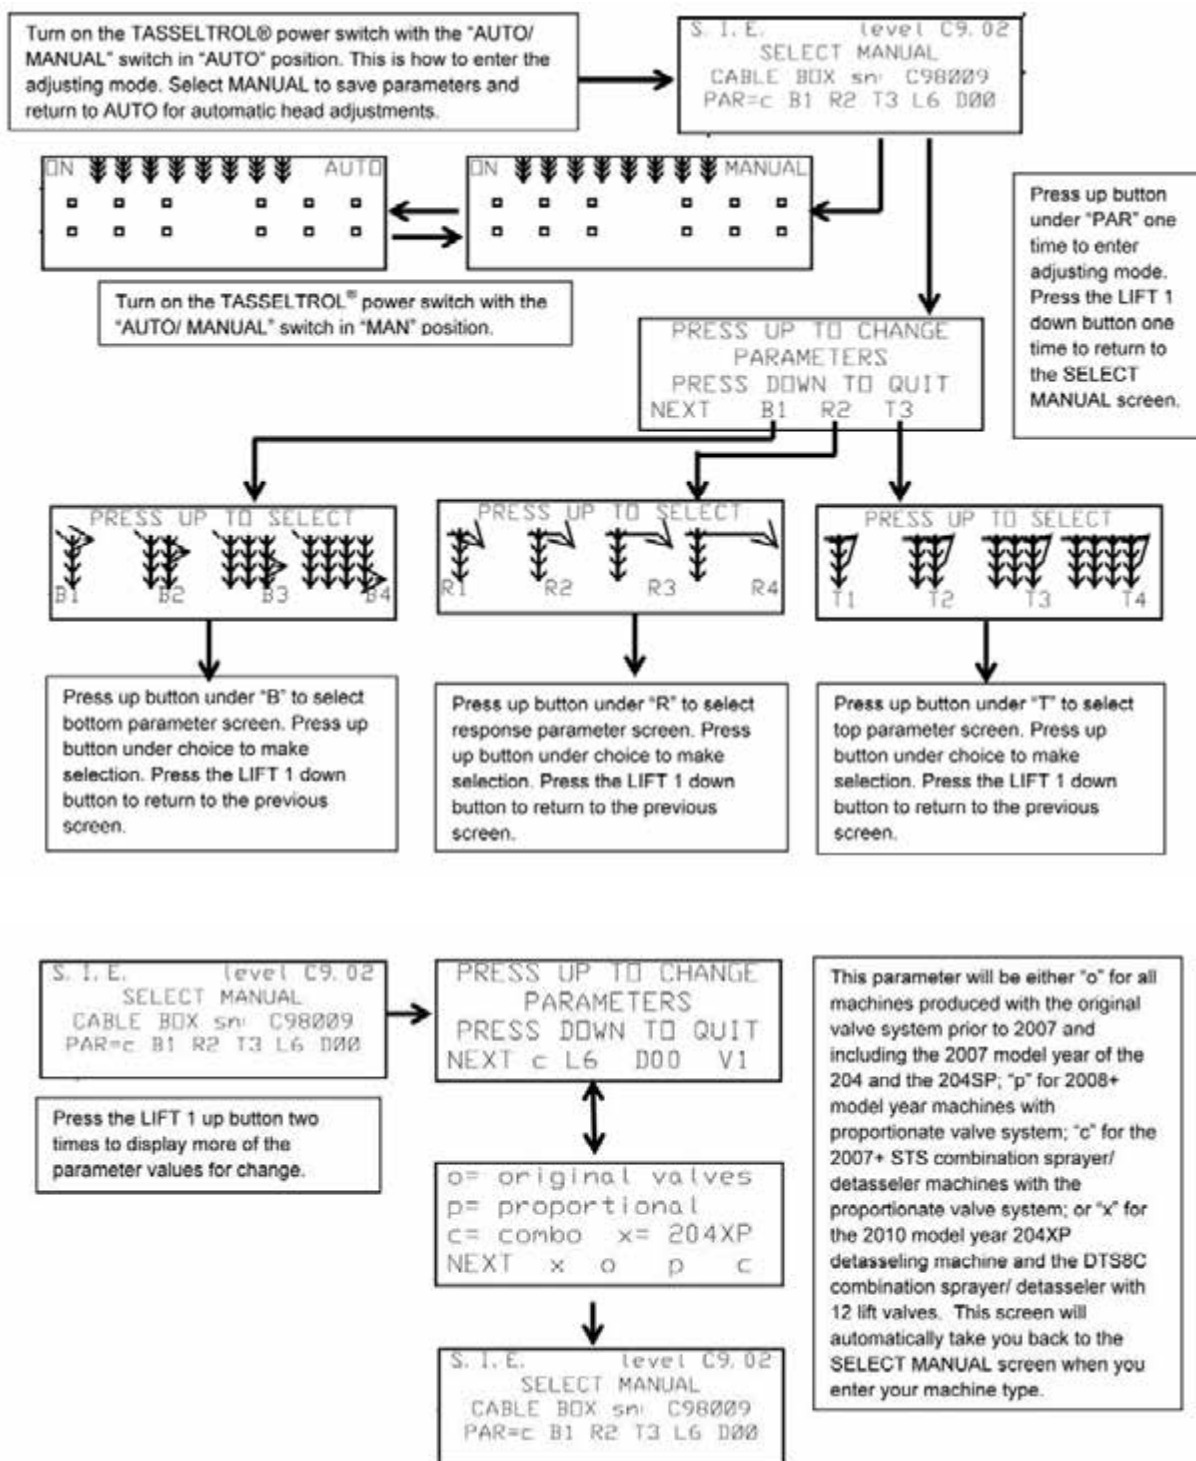 Turn on the TASSELTROL® power switch with the “AUTO/
MANUAL” switch in “AUTO” position. This is how to enter the
adjusting mode. Select MANUAL to save parameters and
return to AUTO for automatic head adjustments.
S. I. E. level C9.02
SELECT MANUAL
CABLE BOX sn: C98009
PAR=c B1 R2 T3 L6 D00
ON AUTO
ON MANUAL
Turn on the TASSELTROL® power switch with the
“AUTO/ MANUAL” switch in “MAN” position.
Press up button
under “PAR” one
time to enter
adjusting mode.
Press the LIFT 1
down button one
time to return to
the SELECT
MANUAL screen.
PRESS UP TO CHANGE
PARAMETERS
PRESS DOWN TO QUIT
NEXT B1 R2 T3
PRESS UP TO SELECT
B1 B2 B3 B4
PRESS UP TO SELECT
R1 R2 R3 R4
PRESS UP TO SELECT
T1 T2 T3 T4
Press up button under “B” to select
bottom parameter screen. Press up
button under choice to make
selection. Press the LIFT 1 down
button to return to the previous
screen.
Press up button under “R” to select
response parameter screen. Press
up button under choice to make
selection. Press the LIFT 1 down
button to return to the previous
screen.
Press up button under “T” to select
top parameter screen. Press up
button under choice to make
selection. Press the LIFT 1 down
button to return to the previous
screen.
S. I. E. level C9.02
SELECT MANUAL
CABLE BOX sn: C98009
PAR=c B1 R2 T3 L6 D00
Press the LIFT 1 up button two
times to display more of the
parameter values for change.
PRESS UP TO CHANGE
PARAMETERS
PRESS DOWN TO QUIT
NEXT c L6 D00 V1
o= original valves
p= proportional
c= combo x= 204XP
NEXT x o p c
S. I. E. level C9.02
SELECT MANUAL
CABLE BOX sn: C98009
PAR=c B1 R2 T3 L6 D00
This parameter will be either “o” for all
machines produced with the original
valve system prior to 2007 and
including the 2007 model year of the
204 and the 204SP; “p” for 2008+
model year machines with
proportionate valve system; “c” for the
2007+ STS combination sprayer/
detasseler machines with the
proportionate valve system; or “x” for
the 2010 model year 204XP
detasseling machine and the DTS8C
combination sprayer/ detasseler with
12 lift valves. This screen will
automatically take you back to the
SELECT MANUAL screen when you
enter your machine type.